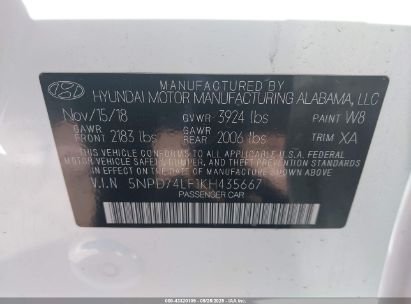 MANUFACTURED BY
HYUNDAI MOTOR MANUFACTURING ALABAMA, LLC
Nov/15/18 GVWR 3924 lbs PAINT W8
GAWR FRONT 2183 lbs GAWR REAR 2006 lbs TRIM XA
THIS VEHICLE CONFORMS TO ALL APPLICABLE U.S. FEDERAL
MOTOR VEHICLE SAFETY, BUMPER, AND THEFT PREVENTION
STANDARDS IN EFFECT ON THE DATE OF MANUFACTURE
SHOWN ABOVE.
V.I.N 5NPD74LF1KH435667
PASSENGER CAR